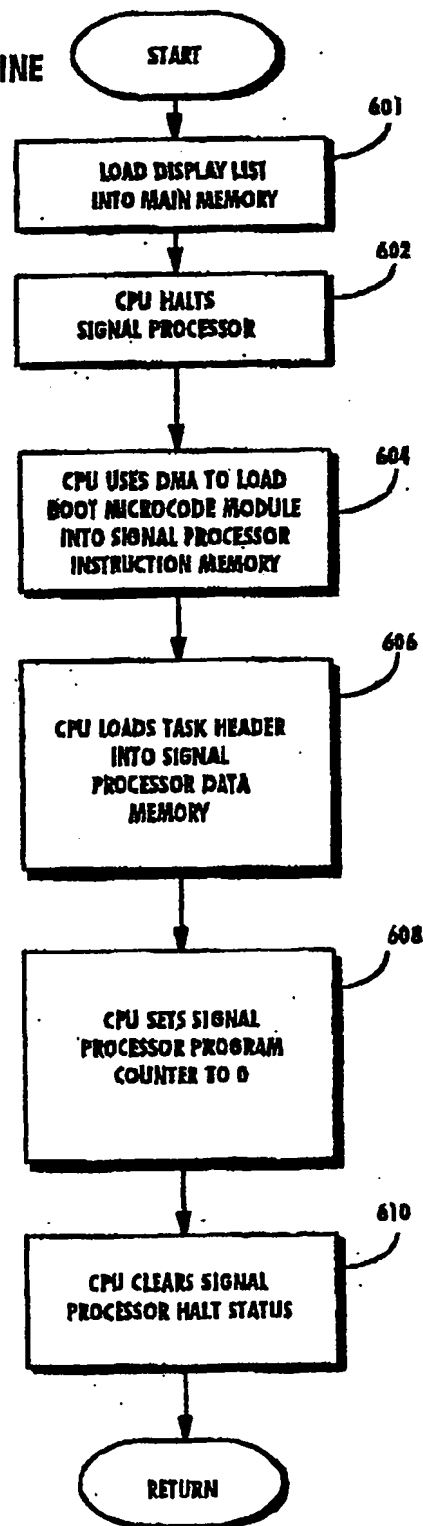 INE
START
601
LOAD DISPLAY LIST
INTO MAIN MEMORY
602
CPU HALTS
SIGNAL PROCESSOR
604
CPU USES DMA TO LOAD
BOOT MICROCODE MODULE
INTO SIGNAL PROCESSOR
INSTRUCTION MEMORY
606
CPU LOADS TASK HEADER
INTO SIGNAL
PROCESSOR DATA
MEMORY
608
CPU SETS SIGNAL
PROCESSOR PROGRAM
COUNTER TO 0
610
CPU CLEARS SIGNAL
PROCESSOR HALT STATUS
RETURN